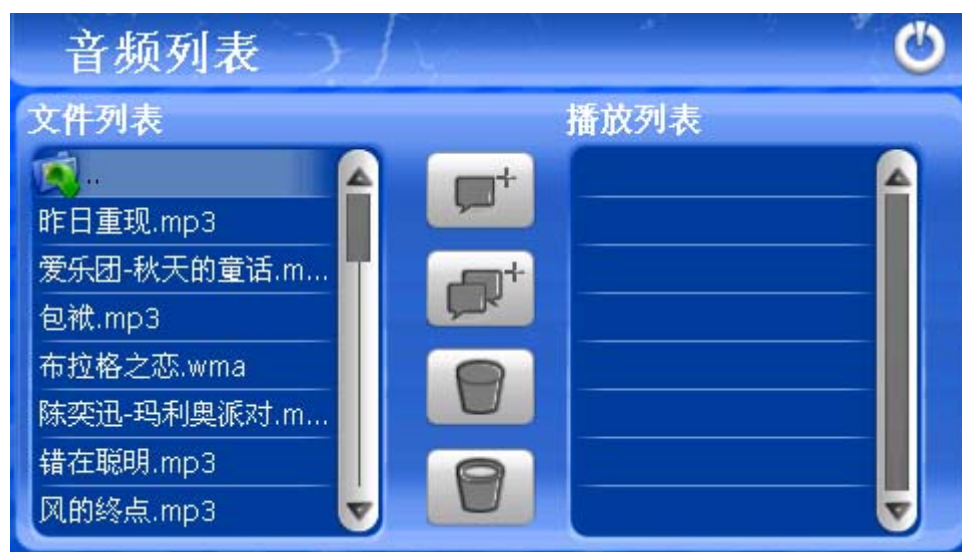 音频列表
文件列表
播放列表
..
昨日重现.mp3
爱乐团-秋天的童话.m...
包袱.mp3
布拉格之恋.wma
陈奕迅-玛利奥派对.m...
错在聪明.mp3
风的终点.mp3